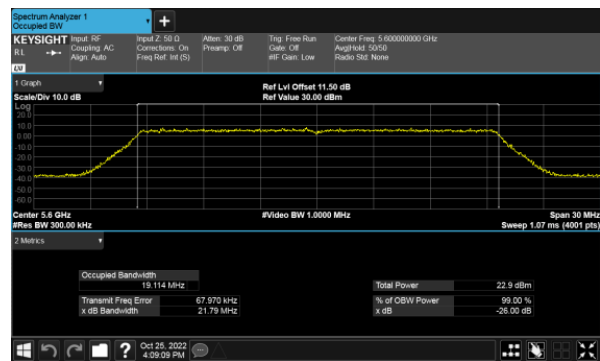 Spectrum Analyzer 1
Occupied BW
KEYSIGHT Input: RF Input Z: 50 Ω Atten: 30 dB Trig: Free Run Center Freq: 5.600000000 GHz
RL Coupling: AC Corrections: On Preamp: Off Gate: Off Avg|Hold: 50/50
Align: Auto Freq Ref: Int (S) #IF Gain: Low Radio Std: None
LXI
1 Graph Ref Lvl Offset 11.50 dB
Scale/Div 10.0 dB Ref Value 30.00 dBm
Log
20.0
10.0
0.00
-10.0
-20.0
-30.0
-40.0
-50.0
-60.0
Center 5.6 GHz #Video BW 1.0000 MHz Span 30 MHz
#Res BW 300.00 kHz Sweep 1.07 ms (4001 pts)
2 Metrics
Occupied Bandwidth
19.114 MHz Total Power 22.9 dBm
Transmit Freq Error 67.970 kHz % of OBW Power 99.00 %
x dB Bandwidth 21.79 MHz x dB -26.00 dB
? Oct 25, 2022
4:09:09 PM